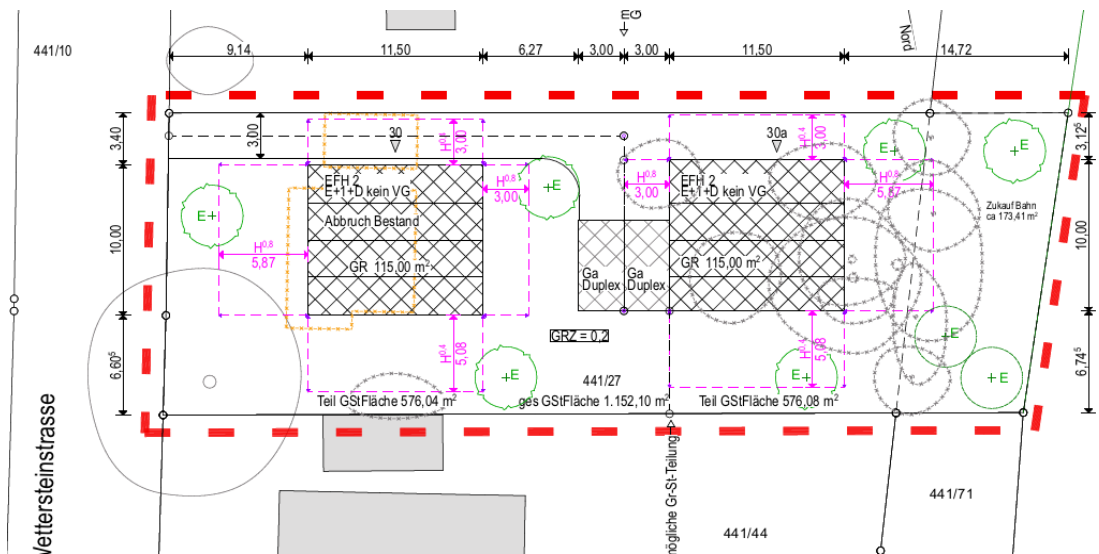 441/10
9,14
11,50
6,27
3,00
3,00
11,50
14,72
Nord
3,40
3,00
H0,4
3,00
30
30a
H0,4
3,00
3,12⁵
EFH 2
E+1+D kein VG
Abbruch Bestand
GR 115,00 m²
H0,8
3,00
E
E
H0,8
3,00
EFH 2
E+1+D kein VG
GR 115,00 m²
H0,8
5,87
E
E
Zukauf Bahn
ca 173,41 m²
10,00
10,00
H0,8
5,87
Ga
Duplex
Ga
Duplex
GRZ = 0,2
H0,4
5,08
H0,4
5,08
E
E
E
E
6,60⁵
6,74⁵
441/27
Teil GStFläche 576,04 m²
ges GStFläche 1.152,10 m²
Teil GStFläche 576,08 m²
mögliche Gr-St-Teilung
441/44
441/71
Wettersteinstrasse